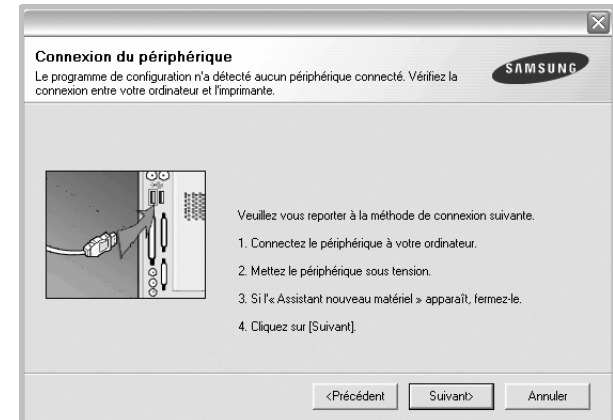 Connexion du périphérique
Le programme de configuration n'a détecté aucun périphérique connecté. Vérifiez la
connexion entre votre ordinateur et l'imprimante.
SAMSUNG
Veuillez vous reporter à la méthode de connexion suivante.
1. Connectez le périphérique à votre ordinateur.
2. Mettez le périphérique sous tension.
3. Si l'« Assistant nouveau matériel » apparaît, fermez-le.
4. Cliquez sur [Suivant].
<Précédent
Suivant>
Annuler